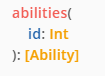 abilities(
id: Int
): [Ability]